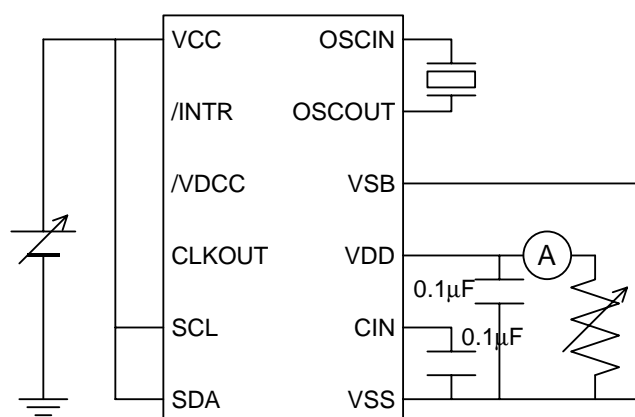 VCC OSCIN
/INTR OSCOUT
/VDCC VSB
CLKOUT VDD A
0.1μF
SCL CIN 0.1μF
SDA VSS